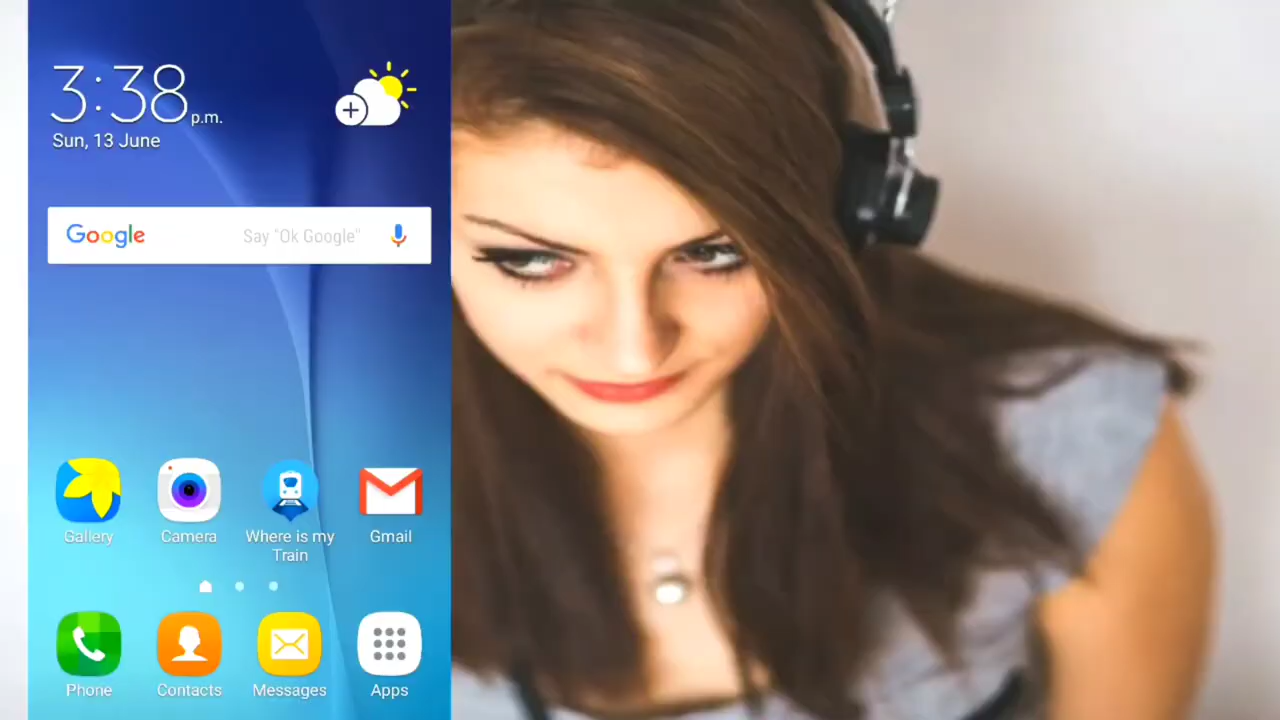 3:38 p.m.
Sun, 13 June
Google Say "Ok Google"
Gallery Camera Where is my Train Gmail
Phone Contacts Messages Apps